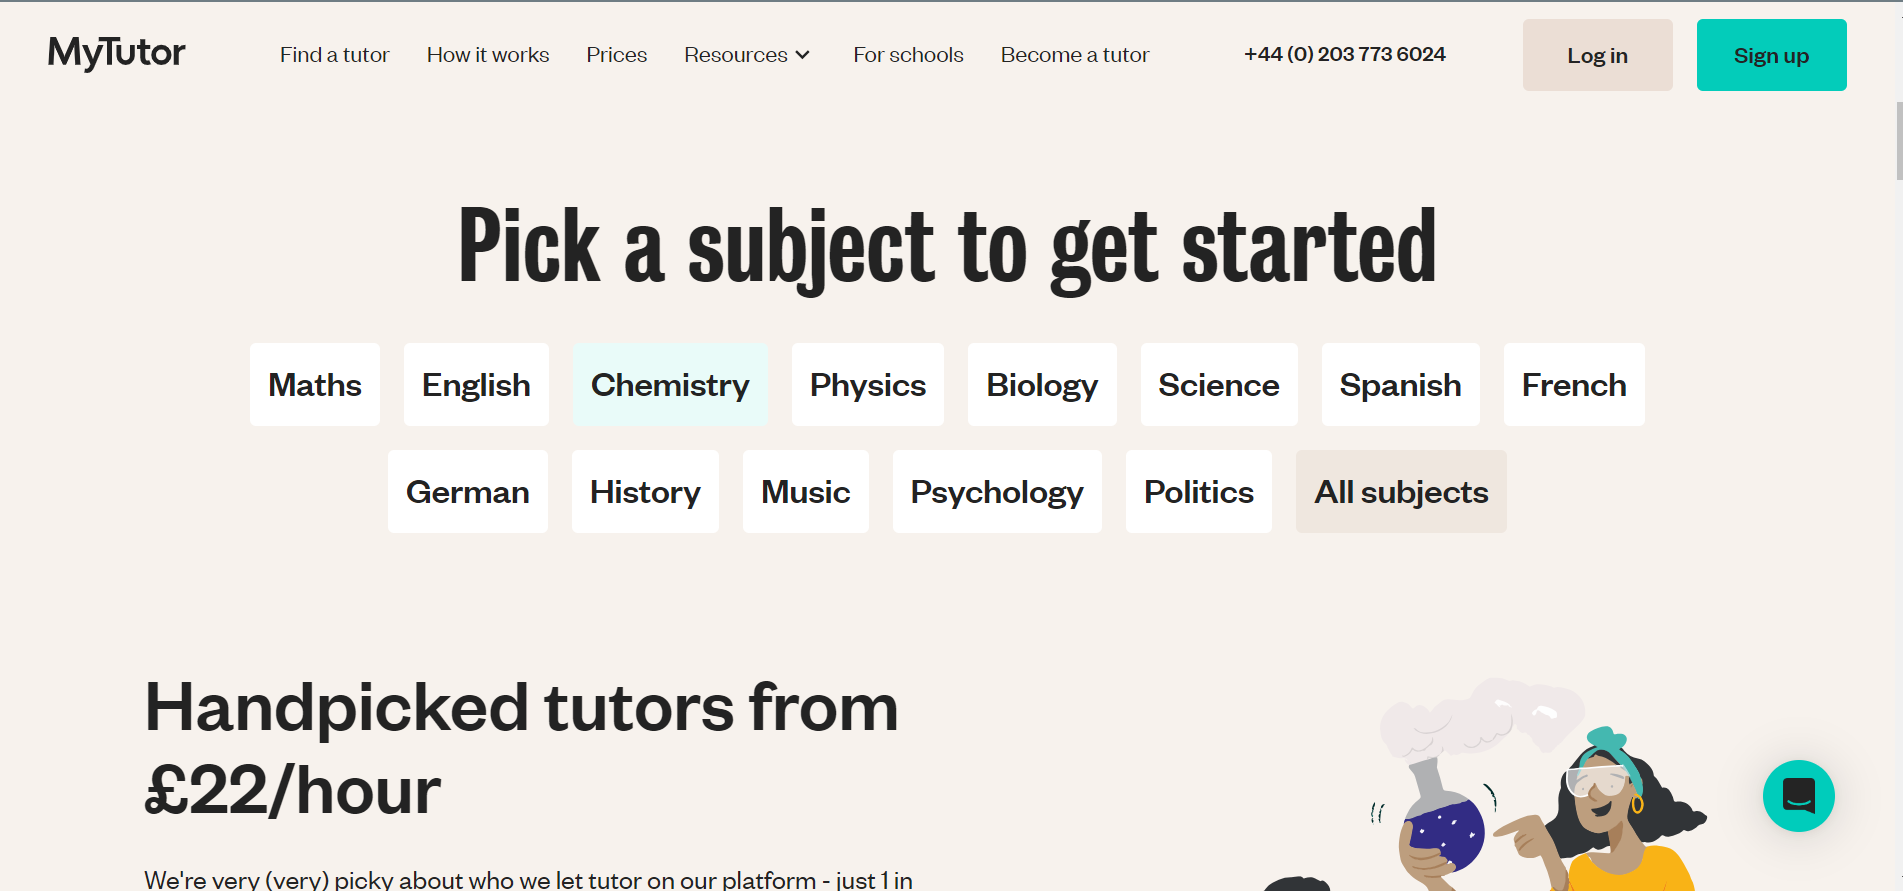 MyTutor Find a tutor How it works Prices Resources For schools Become a tutor +44 (0) 203 773 6024 Log in Sign up
Pick a subject to get started
Maths English Chemistry Physics Biology Science Spanish French
German History Music Psychology Politics All subjects
Handpicked tutors from
£22/hour
We're very (very) picky about who we let tutor on our platform - just 1 in